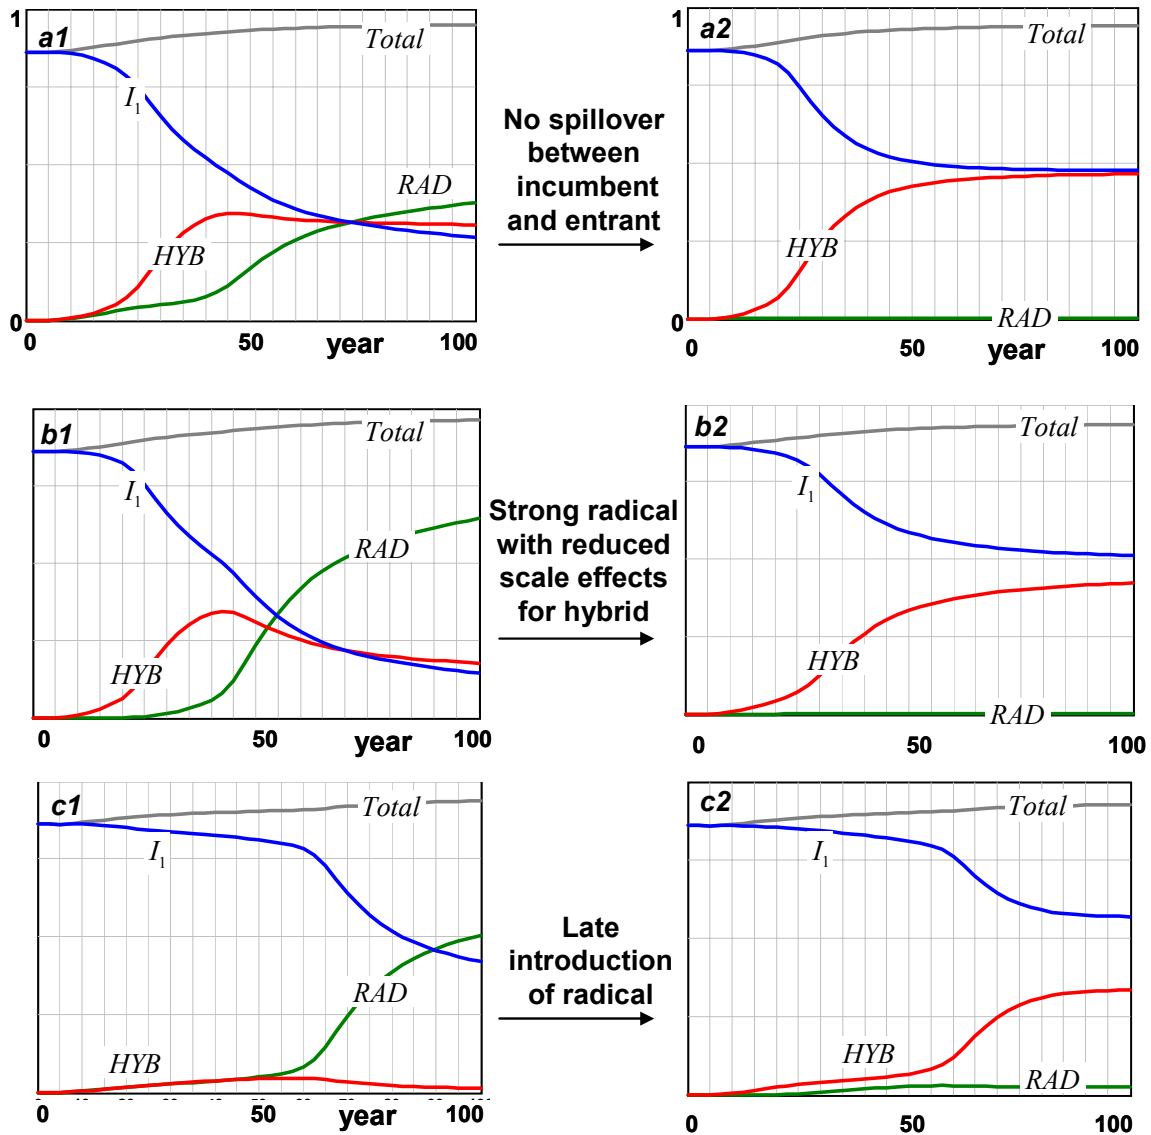 1
a1
Total
I1
RAD
HYB
0
0
50
year
100
No spillover
between
incumbent
and entrant
1
a2
Total
I1
HYB
RAD
0
0
50
year
100
b1
Total
I1
RAD
HYB
0
50
year
100
Strong radical
with reduced
scale effects
for hybrid
b2
Total
I1
HYB
RAD
0
50
100
c1
Total
I1
RAD
HYB
0
50
year
100
Late
introduction
of radical
c2
Total
I1
HYB
RAD
0
50
100